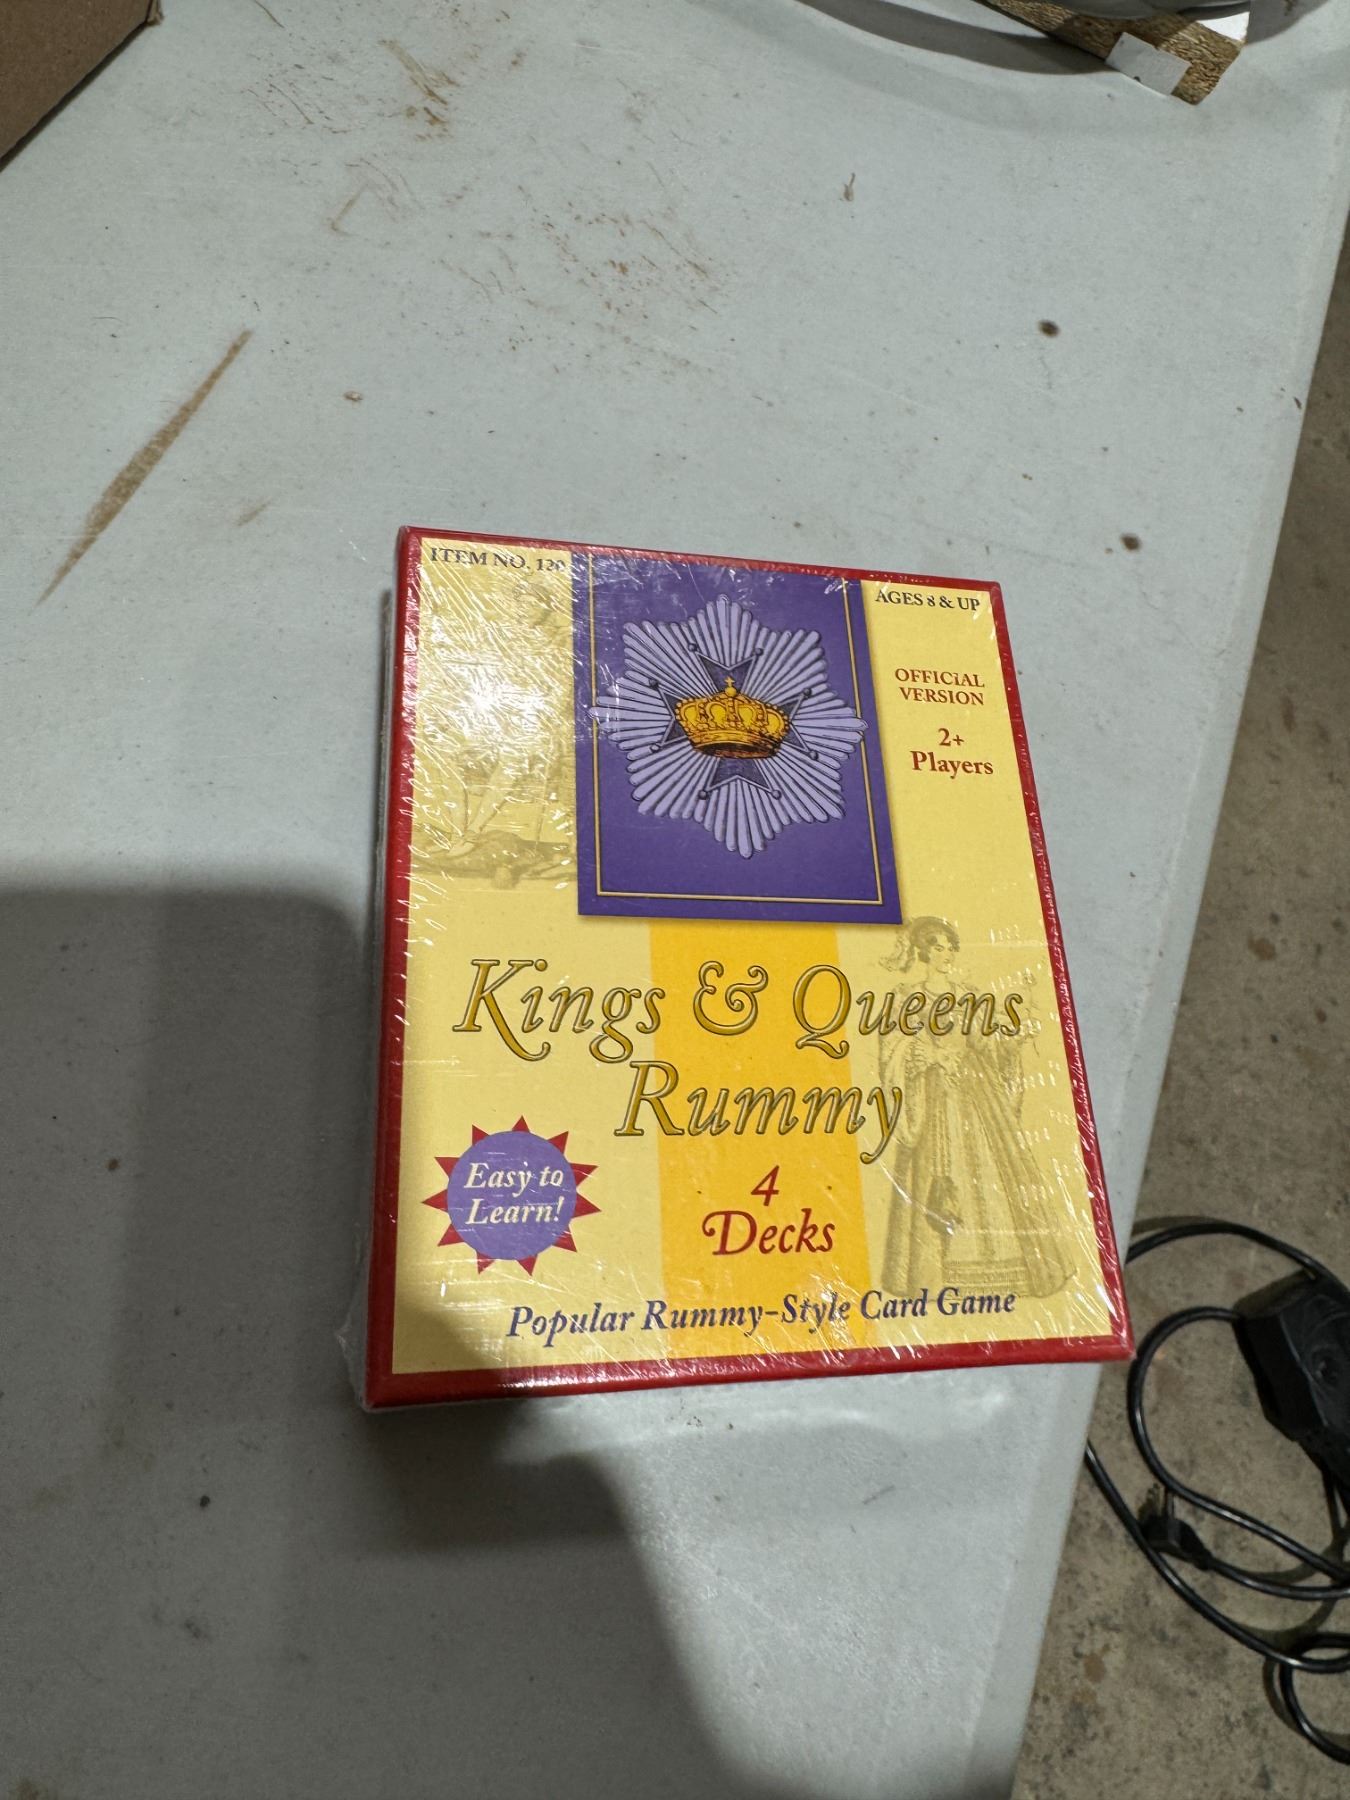 ITEM NO. 120
AGES 8 & UP
OFFICIAL
VERSION
2+
Players
Kings & Queens
Rummy
Easy to
Learn!
4
Decks
Popular Rummy-Style Card Game